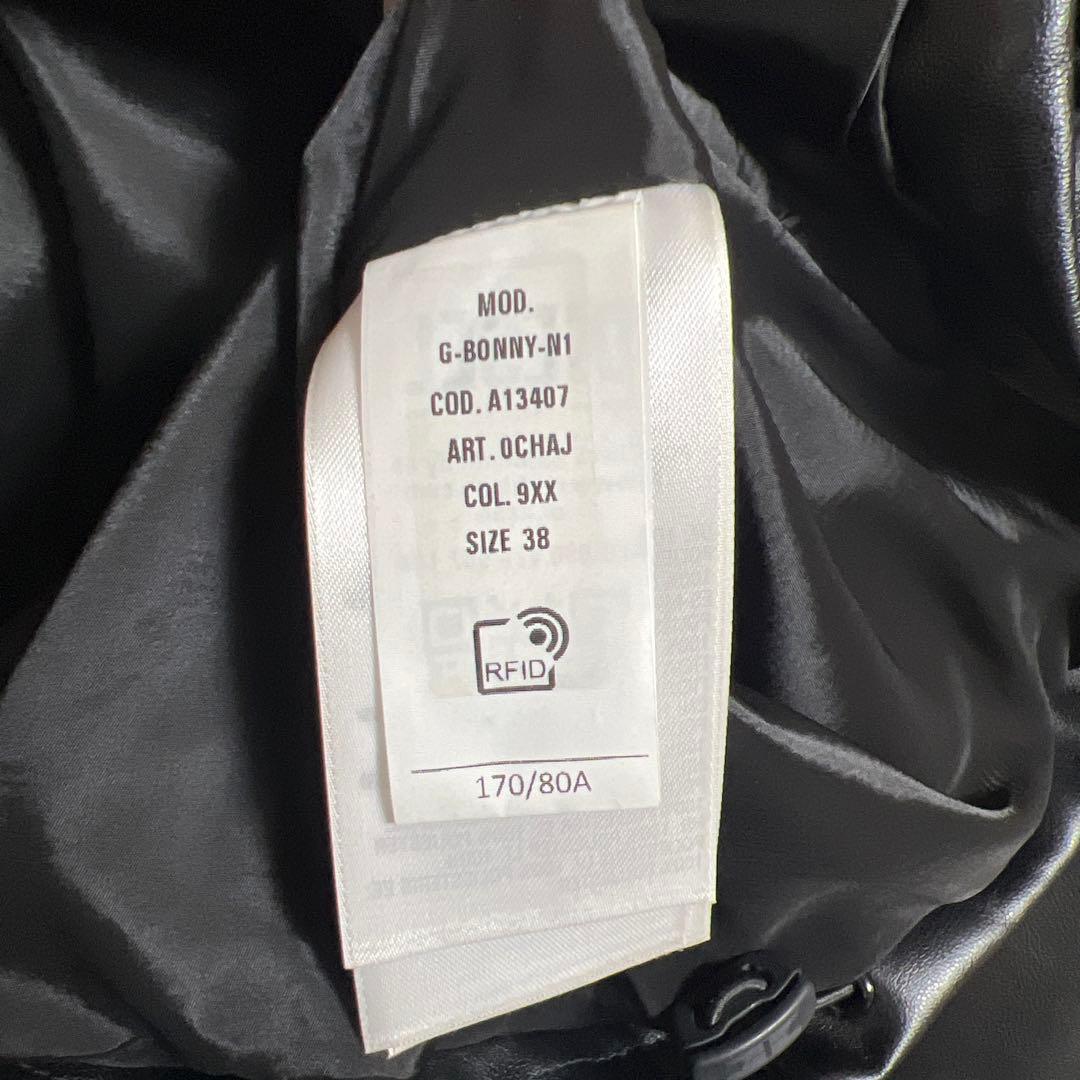 MOD.
G-BONNY-N1
COD. A13407
ART. 0CHAJ
COL. 9XX
SIZE 38
RFID
170/80A